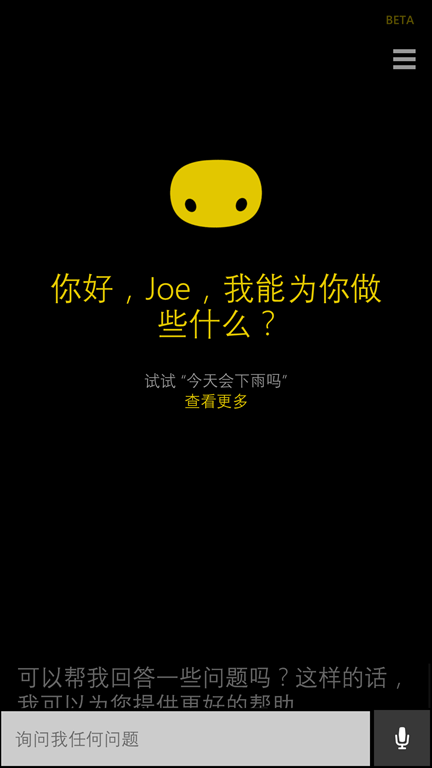 BETA
你好，Joe，我能为你做
些什么？
试试 “今天会下雨吗”
查看更多
可以帮我回答一些问题吗？这样的话，
我可以为您提供更好的帮助
询问我任何问题